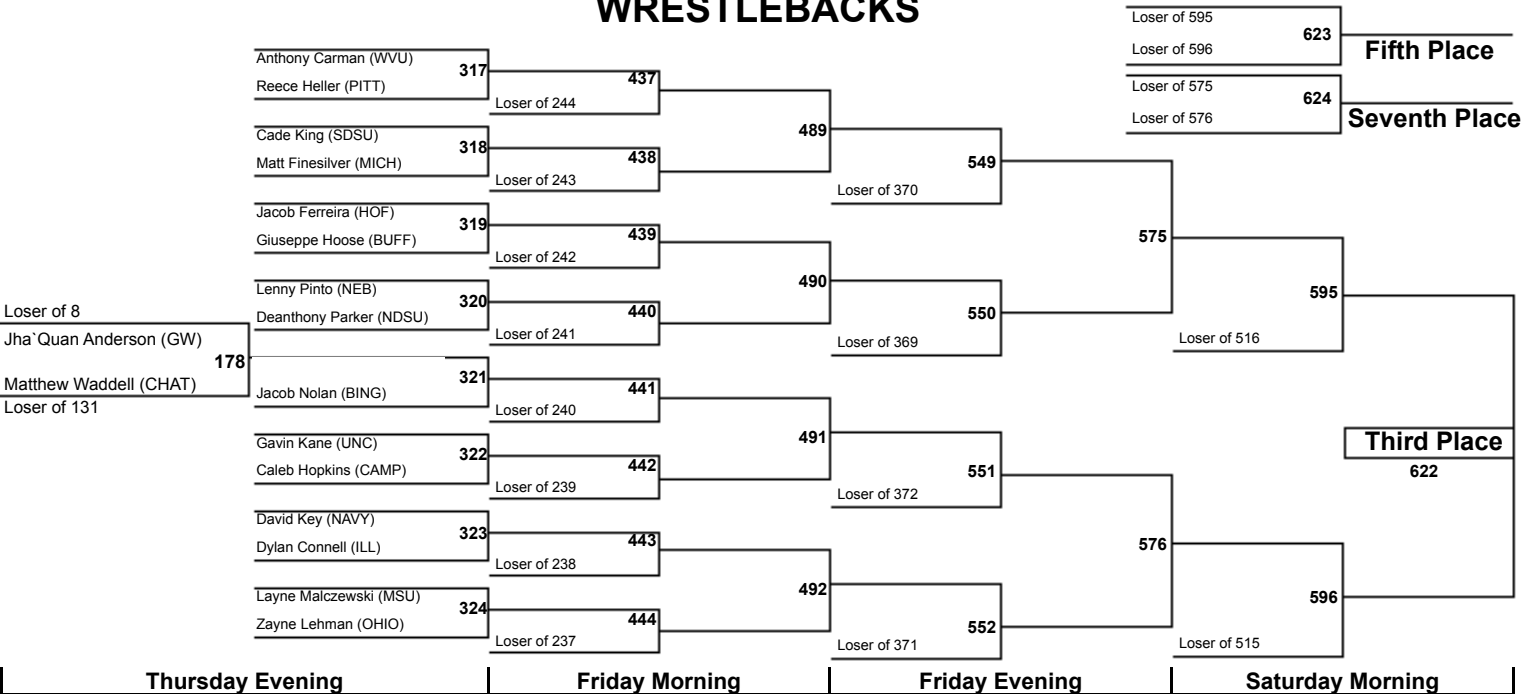 WRESTLEBACKS
Loser of 595
623
Loser of 596
Fifth Place
Loser of 575
624
Loser of 576
Seventh Place
Loser of 8
Jha`Quan Anderson (GW)
178
Matthew Waddell (CHAT)
Loser of 131
Anthony Carman (WVU)
317
Reece Heller (PITT)
Cade King (SDSU)
318
Matt Finesilver (MICH)
Jacob Ferreira (HOF)
319
Giuseppe Hoose (BUFF)
Lenny Pinto (NEB)
320
Deanthony Parker (NDSU)
321
Jacob Nolan (BING)
Gavin Kane (UNC)
322
Caleb Hopkins (CAMP)
David Key (NAVY)
323
Dylan Connell (ILL)
Layne Malczewski (MSU)
324
Zayne Lehman (OHIO)
437
Loser of 244
438
Loser of 243
439
Loser of 242
440
Loser of 241
441
Loser of 240
442
Loser of 239
443
Loser of 238
444
Loser of 237
489
490
491
492
549
Loser of 370
550
Loser of 369
551
Loser of 372
552
Loser of 371
575
576
595
Loser of 516
596
Loser of 515
Third Place
622
Thursday Evening
Friday Morning
Friday Evening
Saturday Morning